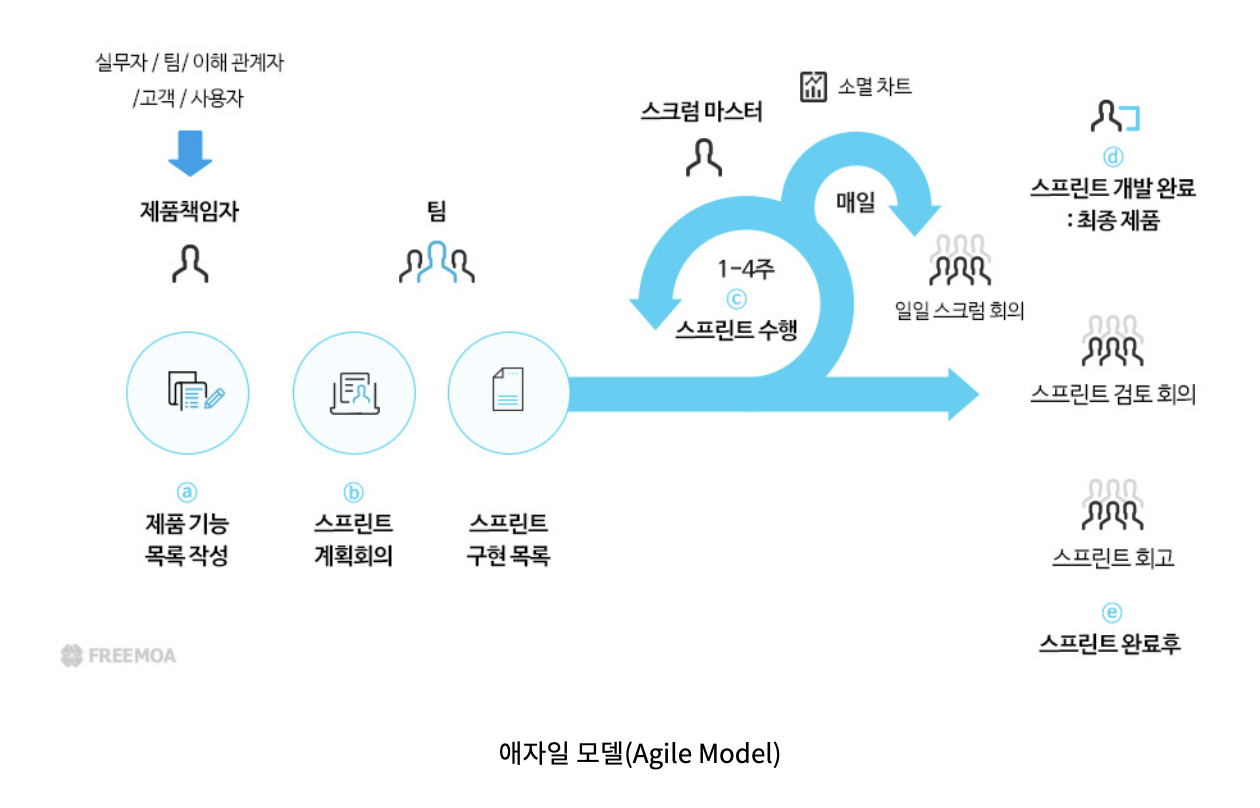 실무자 / 팀/ 이해 관계자
/고객 / 사용자
제품책임자
팀
스크럼 마스터
소멸 차트
매일
1-4주
ⓒ
스프린트 수행
일일 스크럼 회의
ⓓ
스프린트 개발 완료
: 최종 제품
스프린트 검토 회의
ⓐ
제품 기능
목록 작성
ⓑ
스프린트
계획회의
스프린트
구현 목록
스프린트 회고
ⓔ
스프린트 완료후
FREEMOA
애자일 모델(Agile Model)